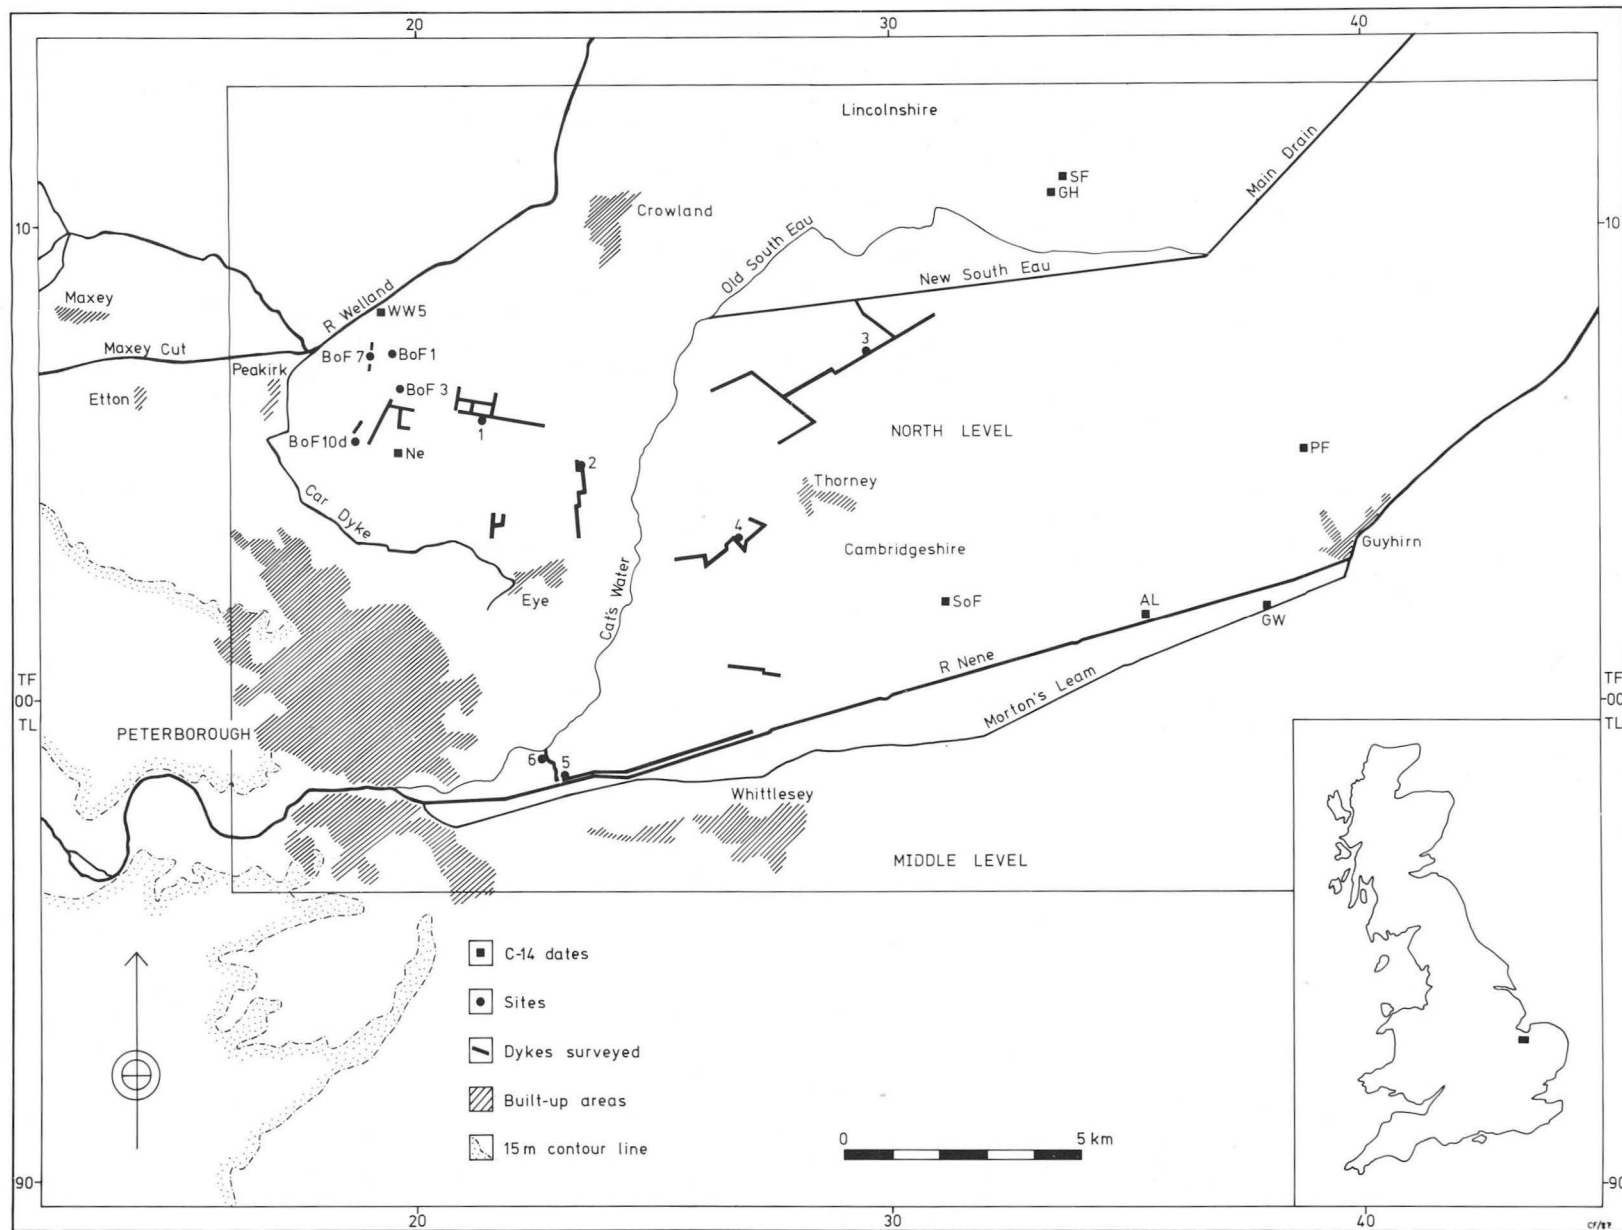 20
30
40
Lincolnshire
Main Drain
SF
GH
Crowland
10
10
Old South Eau
New South Eau
Maxey
R Welland
WW5
Maxey Cut
BoF 7
BoF 1
3
Peakirk
Etton
BoF 3
1
NORTH LEVEL
BoF10d
Ne
PF
2
Thorney
Car Dyke
4
Guyhirn
Cambridgeshire
Eye
Cat's Water
SoF
AL
GW
R Nene
TF
00
TL
TF
00
TL
Morton's Leam
PETERBOROUGH
6
5
Whittlesey
MIDDLE LEVEL
C-14 dates
Sites
Dykes surveyed
Built-up areas
15m contour line
0
5 km
90
90
20
30
40